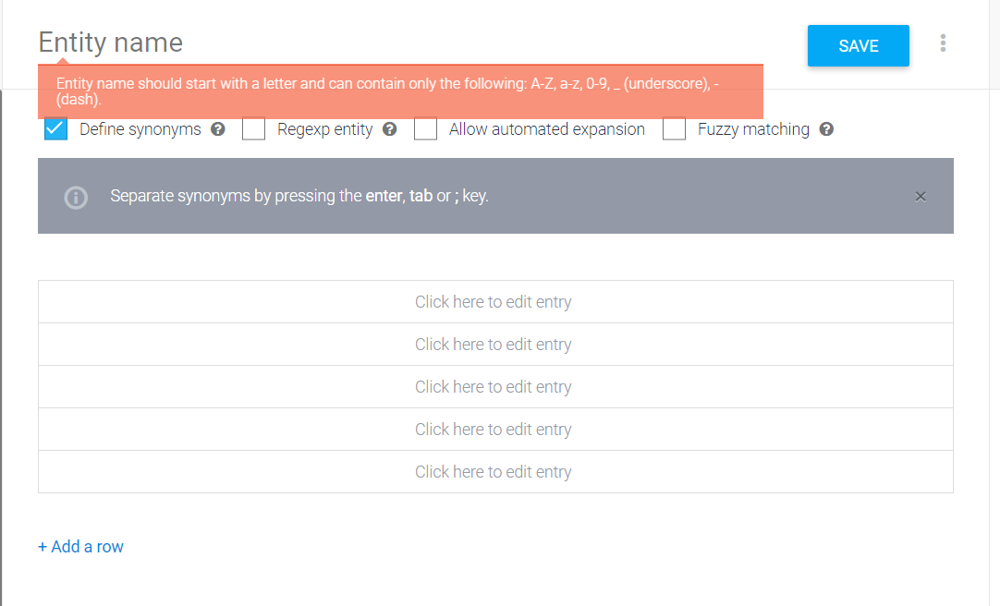 Entity name
SAVE
Entity name should start with a letter and can contain only the following: A-Z, a-z, 0-9, _ (underscore), -
(dash).
Define synonyms ? Regexp entity ? Allow automated expansion Fuzzy matching ?
Separate synonyms by pressing the enter, tab or ; key. ×
Click here to edit entry
Click here to edit entry
Click here to edit entry
Click here to edit entry
Click here to edit entry
+ Add a row